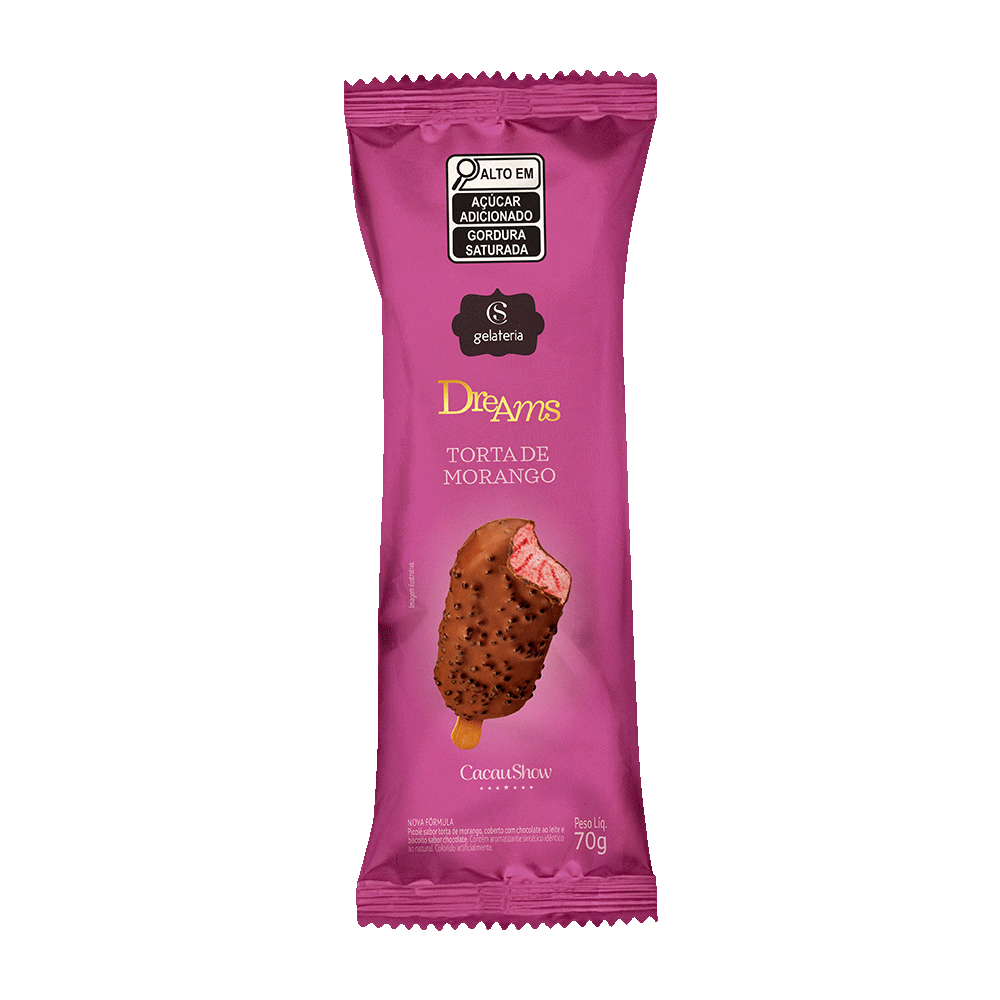 ALTO EM
AÇÚCAR
ADICIONADO
GORDURA
SATURADA
CS
gelateria
DreAms
TORTA DE
MORANGO
Imagem ilustrativa.
CacauShow
NOVA FÓRMULA
Picolé sabor torta de morango, coberto com chocolate ao leite e
biscoito sabor chocolate. Contém aromatizante sintético idêntico
ao natural. Colorido artificialmente.
Peso Líq.
70g